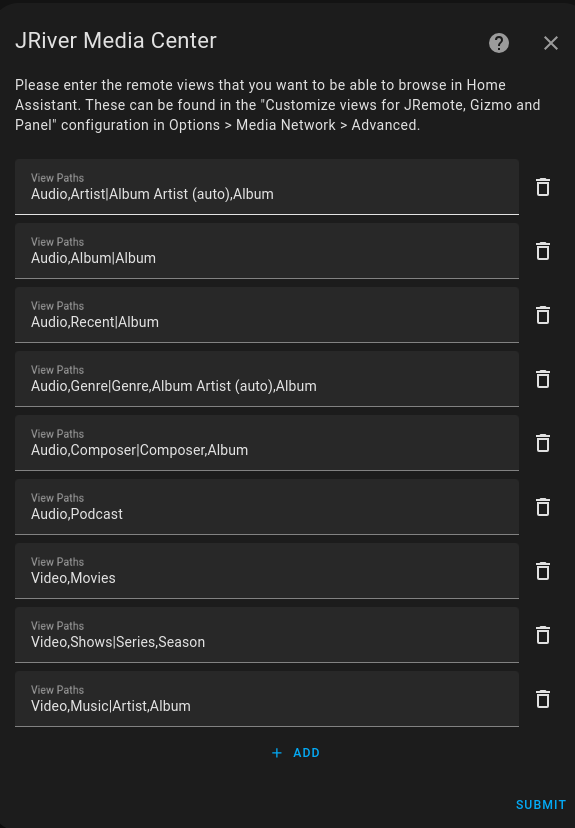 JRiver Media Center
Please enter the remote views that you want to be able to browse in Home
Assistant. These can be found in the "Customize views for JRemote, Gizmo and
Panel" configuration in Options > Media Network > Advanced.
View Paths
Audio,Artist|Album Artist (auto),Album
View Paths
Audio,Album|Album
View Paths
Audio,Recent|Album
View Paths
Audio,Genre|Genre,Album Artist (auto),Album
View Paths
Audio,Composer|Composer,Album
View Paths
Audio,Podcast
View Paths
Video,Movies
View Paths
Video,Shows|Series,Season
View Paths
Video,Music|Artist,Album
+ ADD
SUBMIT